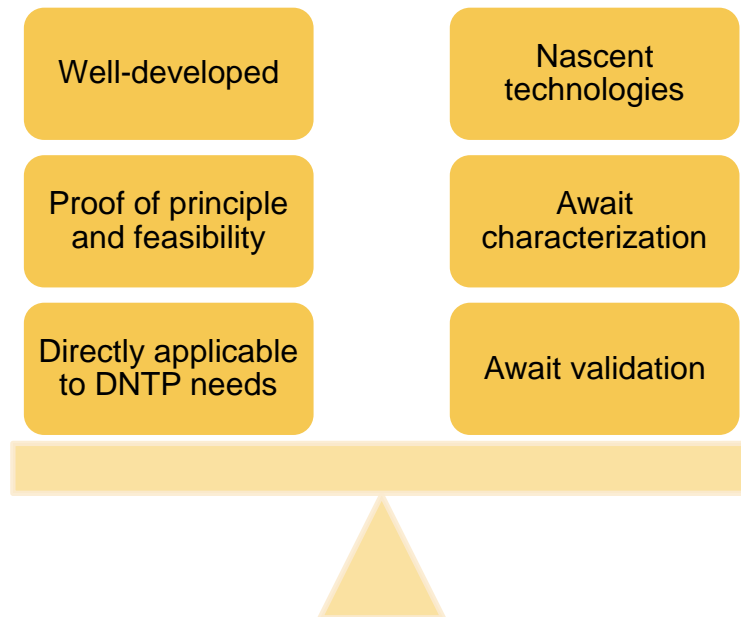 Well-developed
Proof of principle
and feasibility
Directly applicable
to DNTP needs
Nascent
technologies
Await
characterization
Await validation